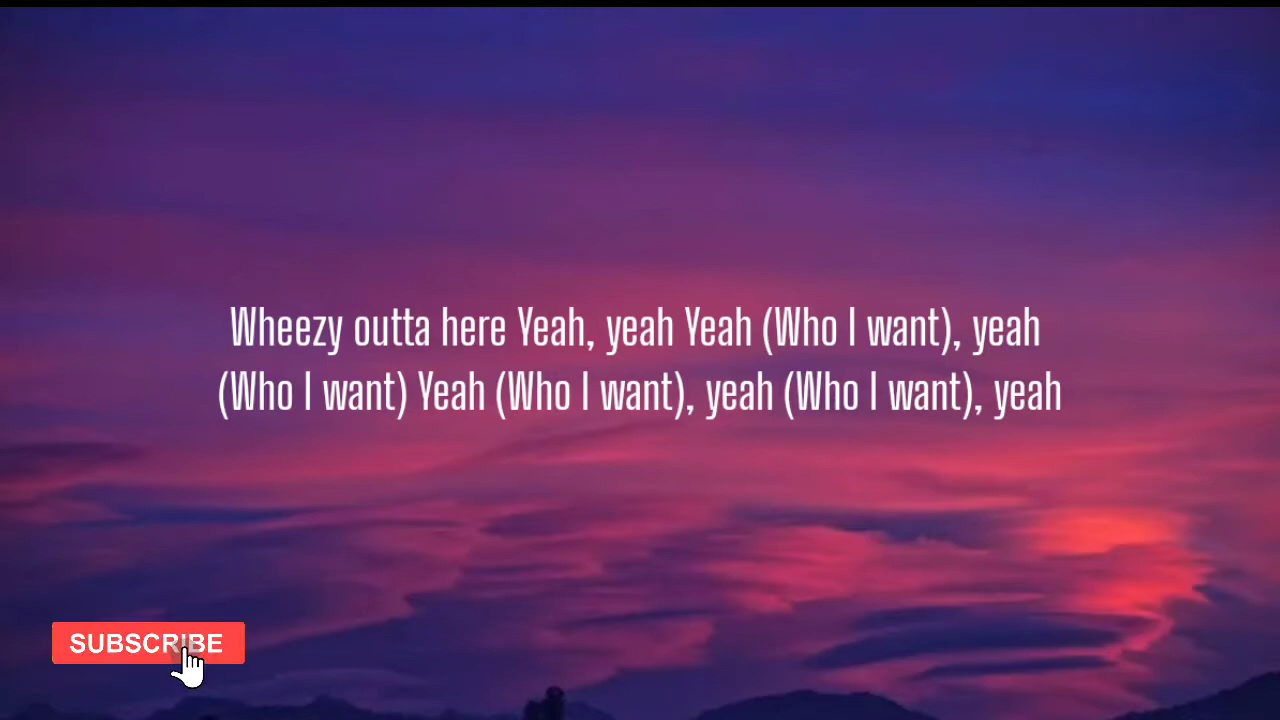 Wheezy outta here Yeah, yeah Yeah (Who I want), yeah
(Who I want) Yeah (Who I want), yeah (Who I want), yeah
SUBSCRIBE